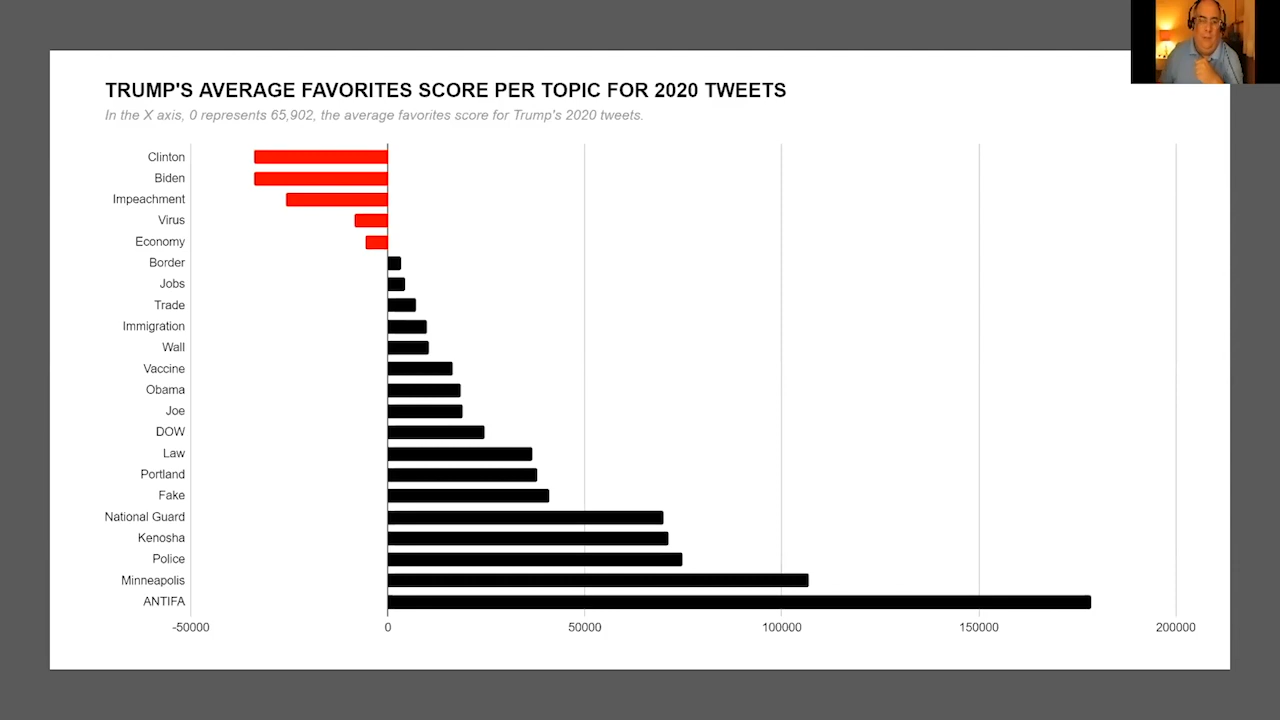 TRUMP'S AVERAGE FAVORITES SCORE PER TOPIC FOR 2020 TWEETS
In the X axis, 0 represents 65,902, the average favorites score for Trump's 2020 tweets.
Clinton
Biden
Impeachment
Virus
Economy
Border
Jobs
Trade
Immigration
Wall
Vaccine
Obama
Joe
DOW
Law
Portland
Fake
National Guard
Kenosha
Police
Minneapolis
ANTIFA
-50000 0 50000 100000 150000 200000